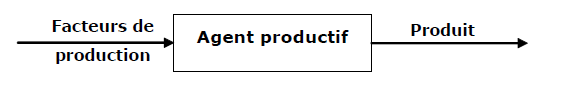 Facteurs de
production
Agent productif
Produit